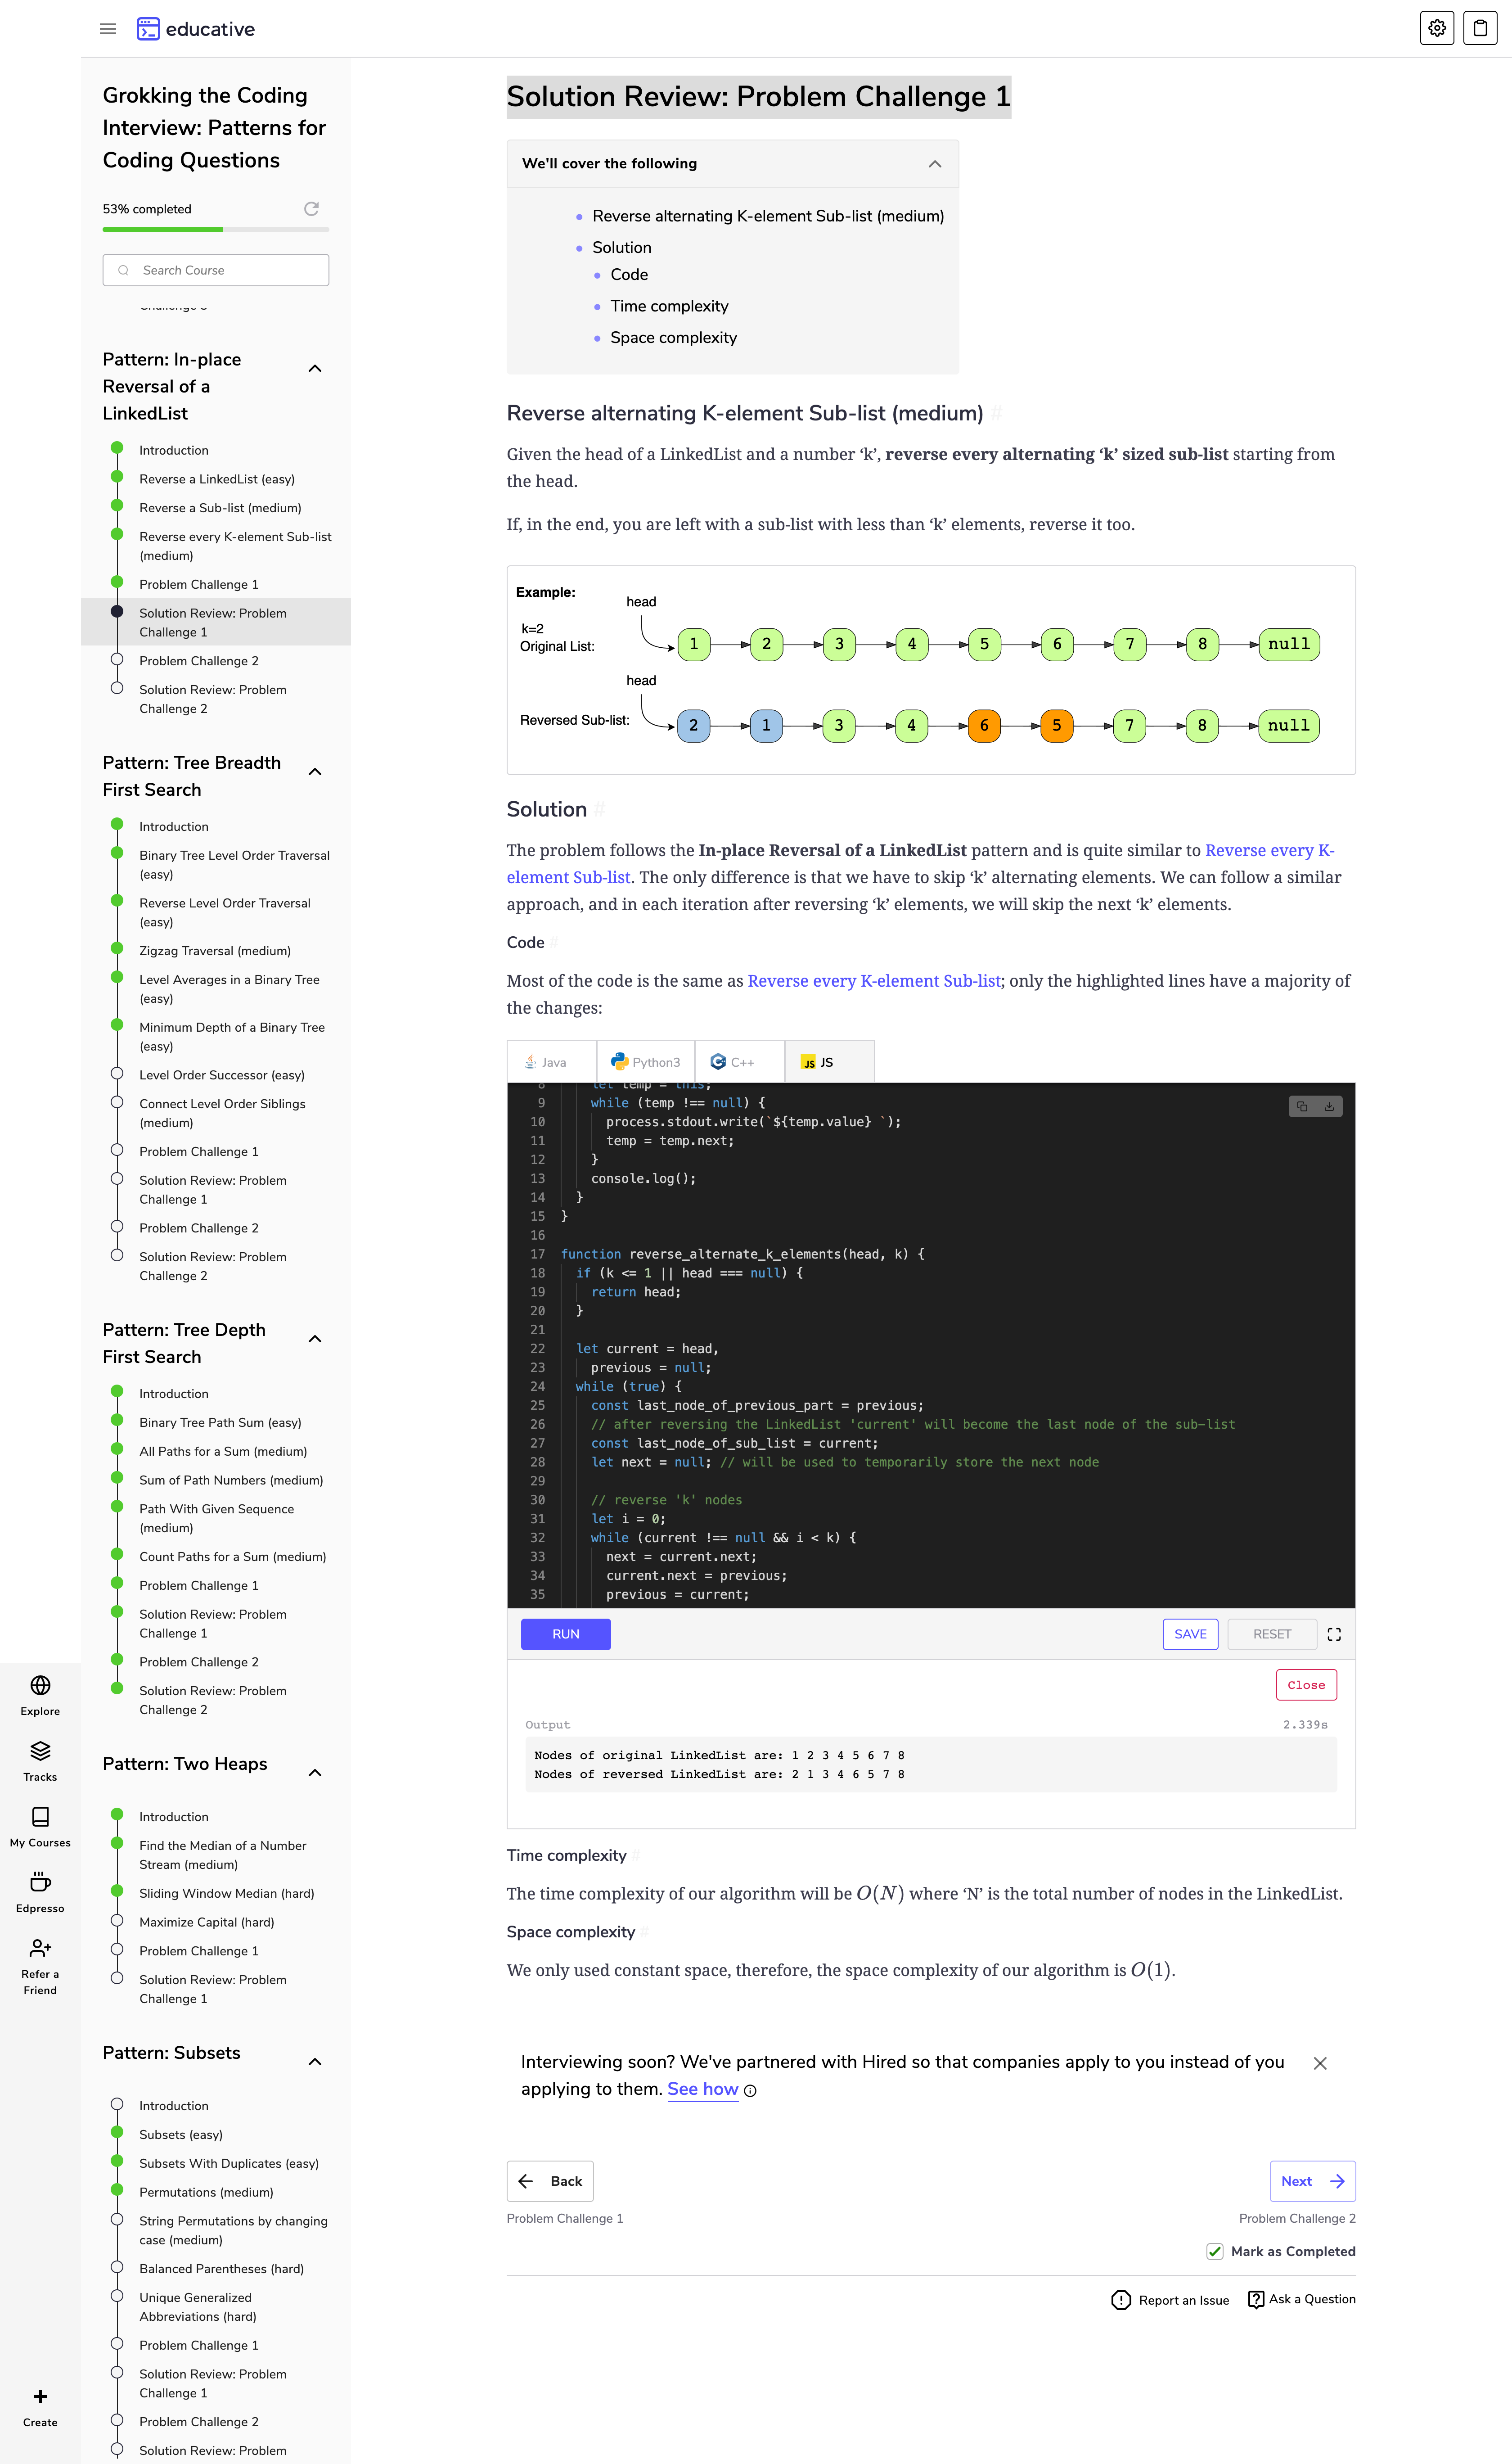 educative
Grokking the Coding
Interview: Patterns for
Coding Questions
53% completed
Search Course
Challenge 3
Pattern: In-place
Reversal of a
LinkedList
Introduction
Reverse a LinkedList (easy)
Reverse a Sub-list (medium)
Reverse every K-element Sub-list
(medium)
Problem Challenge 1
Solution Review: Problem
Challenge 1
Problem Challenge 2
Solution Review: Problem
Challenge 2
Pattern: Tree Breadth
First Search
Introduction
Binary Tree Level Order Traversal
(easy)
Reverse Level Order Traversal
(easy)
Zigzag Traversal (medium)
Level Averages in a Binary Tree
(easy)
Minimum Depth of a Binary Tree
(easy)
Level Order Successor (easy)
Connect Level Order Siblings
(medium)
Problem Challenge 1
Solution Review: Problem
Challenge 1
Problem Challenge 2
Solution Review: Problem
Challenge 2
Pattern: Tree Depth
First Search
Introduction
Binary Tree Path Sum (easy)
All Paths for a Sum (medium)
Sum of Path Numbers (medium)
Path With Given Sequence
(medium)
Count Paths for a Sum (medium)
Problem Challenge 1
Solution Review: Problem
Challenge 1
Problem Challenge 2
Solution Review: Problem
Challenge 2
Pattern: Two Heaps
Introduction
Find the Median of a Number
Stream (medium)
Sliding Window Median (hard)
Maximize Capital (hard)
Problem Challenge 1
Solution Review: Problem
Challenge 1
Pattern: Subsets
Introduction
Subsets (easy)
Subsets With Duplicates (easy)
Permutations (medium)
String Permutations by changing
case (medium)
Balanced Parentheses (hard)
Unique Generalized
Abbreviations (hard)
Problem Challenge 1
Solution Review: Problem
Challenge 1
Problem Challenge 2
Solution Review: Problem
Explore
Tracks
My Courses
Edpresso
Refer a
Friend
Create
Solution Review: Problem Challenge 1
We'll cover the following
Reverse alternating K-element Sub-list (medium)
Solution
Code
Time complexity
Space complexity
Reverse alternating K-element Sub-list (medium) #
Given the head of a LinkedList and a number ‘k’, reverse every alternating ‘k’ sized sub-list starting from
the head.
If, in the end, you are left with a sub-list with less than ‘k’ elements, reverse it too.
Example:
head
k=2
Original List:
1 2 3 4 5 6 7 8 null
head
Reversed Sub-list:
2 1 3 4 6 5 7 8 null
Solution #
The problem follows the In-place Reversal of a LinkedList pattern and is quite similar to Reverse every K-
element Sub-list. The only difference is that we have to skip ‘k’ alternating elements. We can follow a similar
approach, and in each iteration after reversing ‘k’ elements, we will skip the next ‘k’ elements.
Code #
Most of the code is the same as Reverse every K-element Sub-list; only the highlighted lines have a majority of
the changes:
Java Python3 C++ JS JS
8 let temp = this;
9 while (temp !== null) {
10 process.stdout.write(`${temp.value} `);
11 temp = temp.next;
12 }
13 console.log();
14 }
15 }
16
17 function reverse_alternate_k_elements(head, k) {
18 if (k <= 1 || head === null) {
19 return head;
20 }
21
22 let current = head,
23 previous = null;
24 while (true) {
25 const last_node_of_previous_part = previous;
26 // after reversing the LinkedList 'current' will become the last node of the sub-list
27 const last_node_of_sub_list = current;
28 let next = null; // will be used to temporarily store the next node
29
30 // reverse 'k' nodes
31 let i = 0;
32 while (current !== null && i < k) {
33 next = current.next;
34 current.next = previous;
35 previous = current;
RUN
SAVE
RESET
Close
Output
2.339s
Nodes of original LinkedList are: 1 2 3 4 5 6 7 8
Nodes of reversed LinkedList are: 2 1 3 4 6 5 7 8
Time complexity #
The time complexity of our algorithm will be O(N) where ‘N’ is the total number of nodes in the LinkedList.
Space complexity #
We only used constant space, therefore, the space complexity of our algorithm is O(1).
Interviewing soon? We've partnered with Hired so that companies apply to you instead of you
applying to them. See how
Back
Next
Problem Challenge 1
Problem Challenge 2
Mark as Completed
Report an Issue
Ask a Question